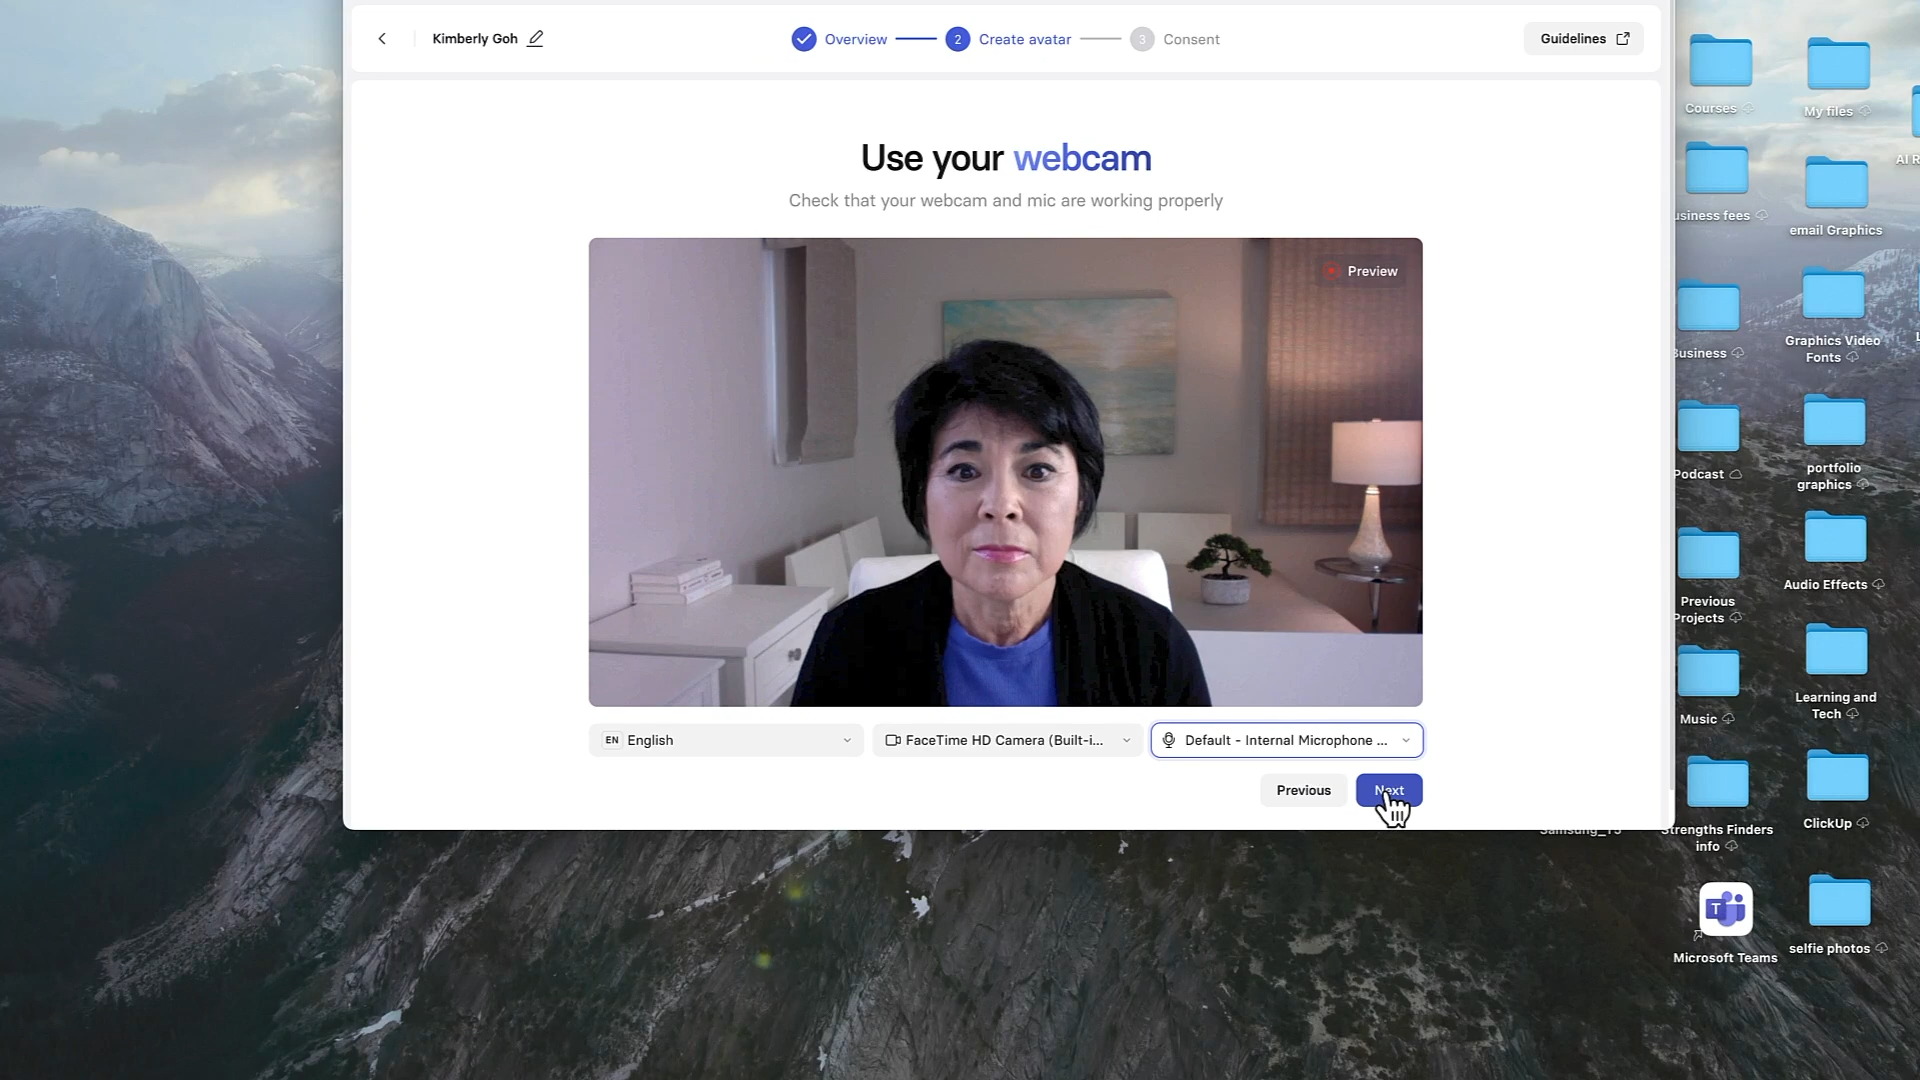 Kimberly Goh
Overview
2
Create avatar
3
Consent
Guidelines
Use your webcam
Check that your webcam and mic are working properly
Preview
EN English
FaceTime HD Camera (Built-i...
Default - Internal Microphone ...
Previous
Next
Courses
My files
AI R
usiness fees
email Graphics
Business
Graphics Video
Fonts
Podcast
portfolio
graphics
Previous
Projects
Audio Effects
Music
Learning and
Tech
Strengths Finders
info
ClickUp
T
Microsoft Teams
selfie photos